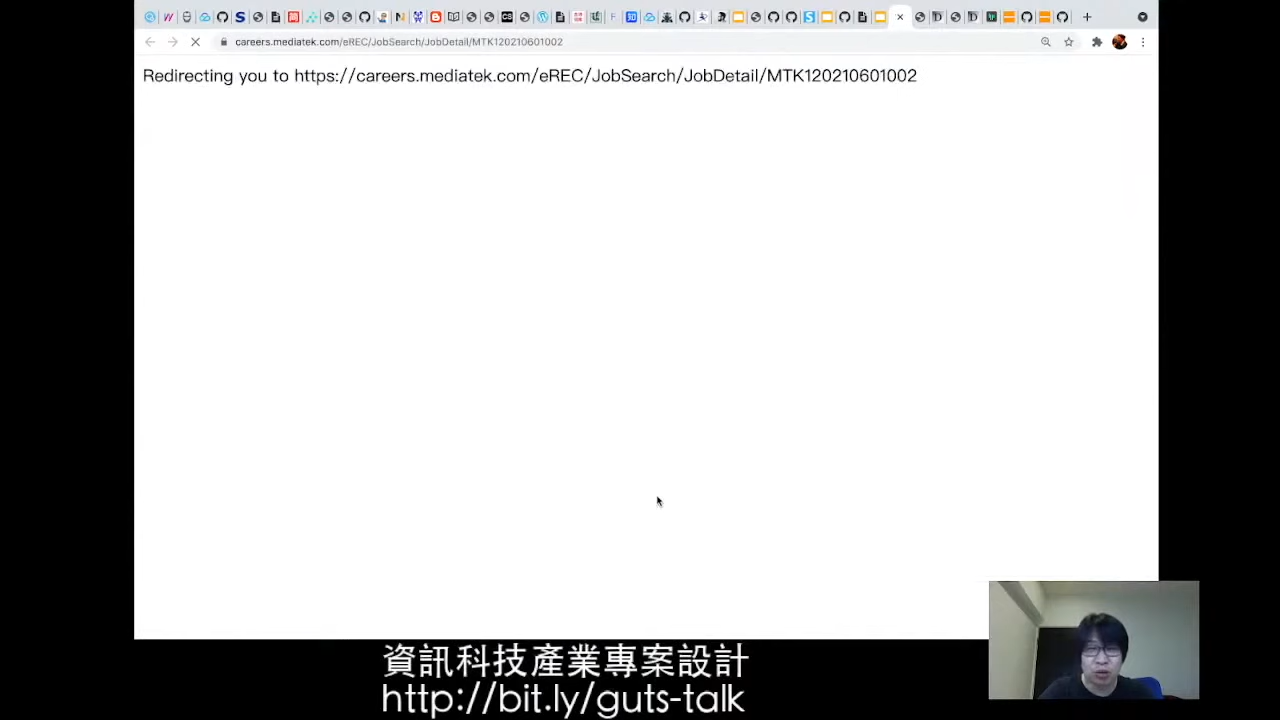 careers.mediatek.com/eREC/JobSearch/JobDetail/MTK120210601002
Redirecting you to https://careers.mediatek.com/eREC/JobSearch/JobDetail/MTK120210601002
資訊科技產業專案設計
http://bit.ly/guts-talk